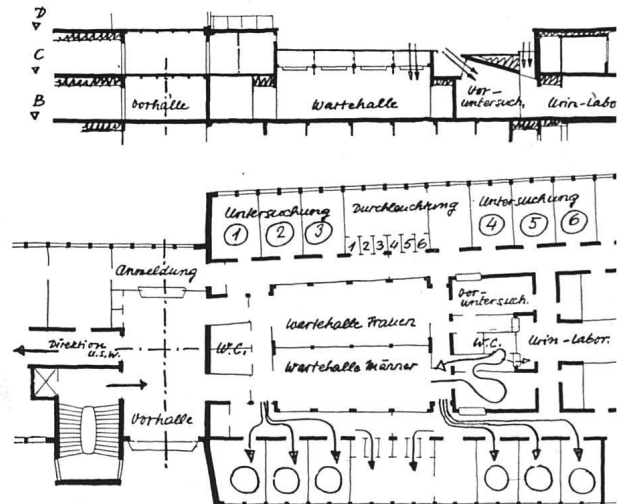 D
C
B
Vorhalle
Wartehalle
Vor-
untersuch.
Urin-Labo
Untersuchung
1 2 3
Durchleuchtung
1 2 3 4 5 6
Untersuchung
4 5 6
Anmeldung
Vor-
untersuch.
Wartehalle Frauen
W.C.
W.C.
Urin-Labor.
Direktion
u.s.w.
Wartehalle Männer
Vorhalle